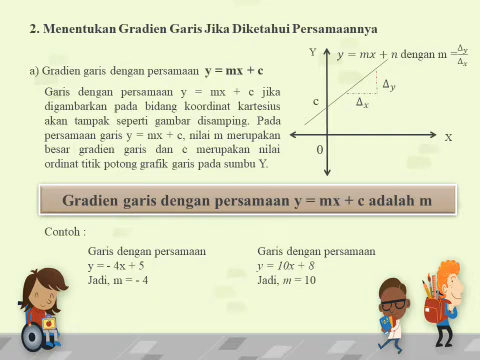 2. Menentukan Gradien Garis Jika Diketahui Persamaannya
a) Gradien garis dengan persamaan y = mx + c
Garis dengan persamaan y = mx + c jika
digambarkan pada bidang koordinat kartesius
akan tampak seperti gambar disamping. Pada
persamaan garis y = mx + c, nilai m merupakan
besar gradien garis dan c merupakan nilai
ordinat titik potong grafik garis pada sumbu Y.
Y
y = mx + n dengan m = Δy/Δx
Δy
Δx
c
X
0
Gradien garis dengan persamaan y = mx + c adalah m
Contoh :
Garis dengan persamaan
y = - 4x + 5
Jadi, m = - 4
Garis dengan persamaan
y = 10x + 8
Jadi, m = 10